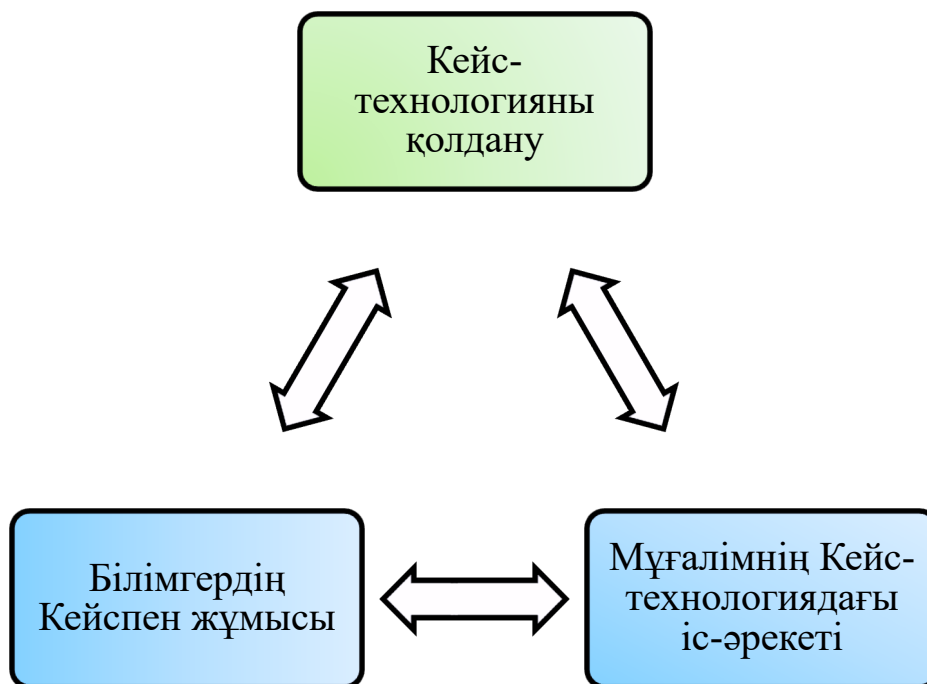 Кейс-
технологияны
қолдану
Білімгердің
Кейспен жұмысы
Мұғалімнің Кейс-
технологиядағы
іс-әрекеті